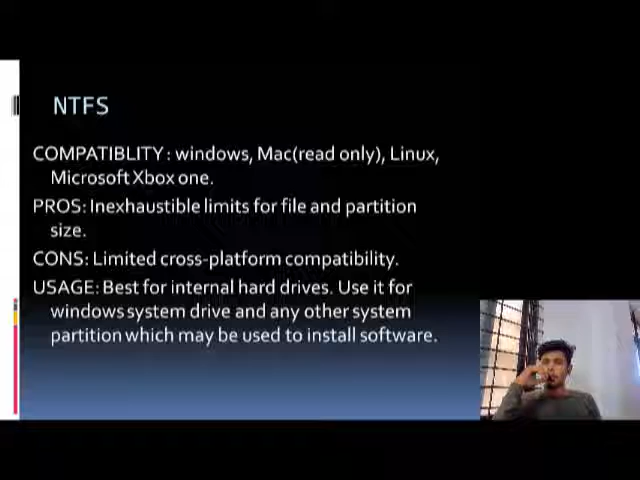 NTFS
COMPATIBLITY : windows, Mac(read only), Linux,
Microsoft Xbox one.
PROS: Inexhaustible limits for file and partition
size.
CONS: Limited cross-platform compatibility.
USAGE: Best for internal hard drives. Use it for
windows system drive and any other system
partition which may be used to install software.